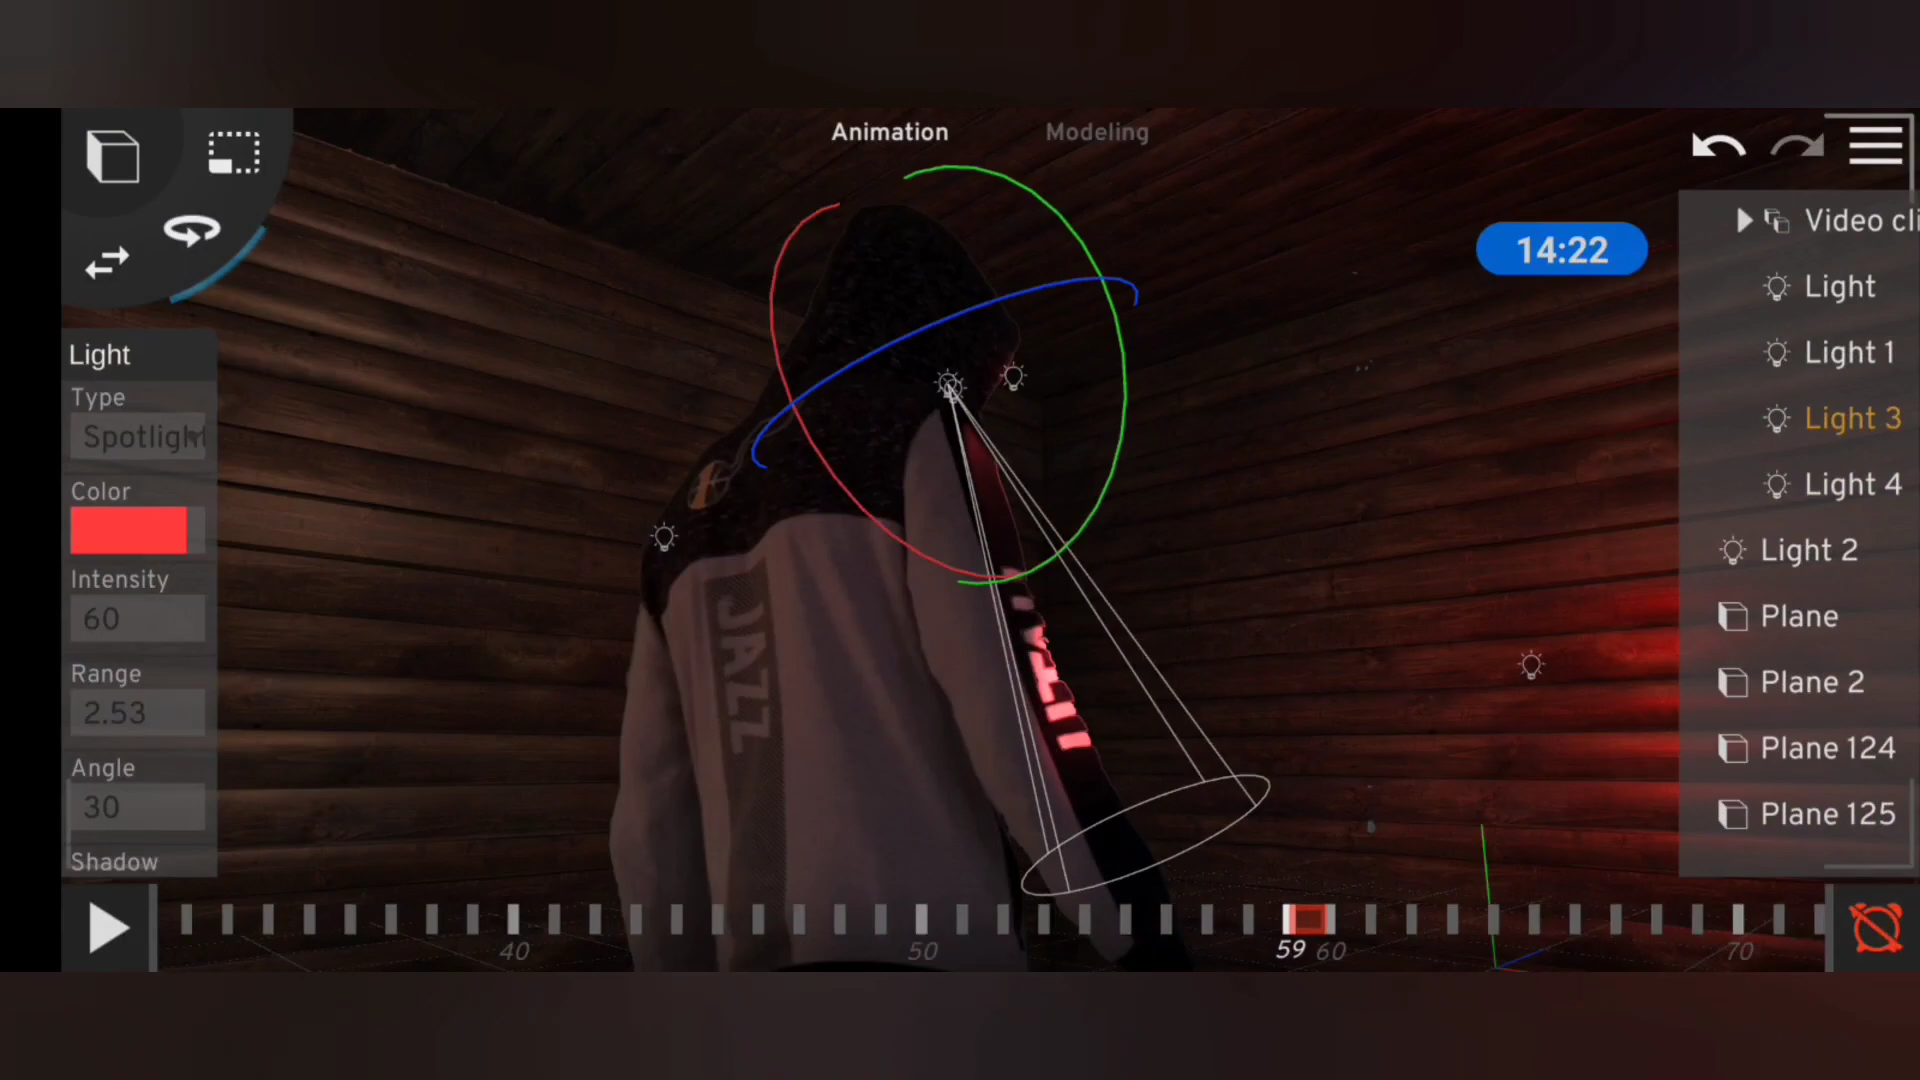 Animation
Modeling
14:22
Video cli
Light
Light 1
Light 3
Light 4
Light 2
Plane
Plane 2
Plane 124
Plane 125
Light
Type
Spotligh
Color
Intensity
60
Range
2.53
Angle
30
Shadow
JAZZ
40
50
59
60
70